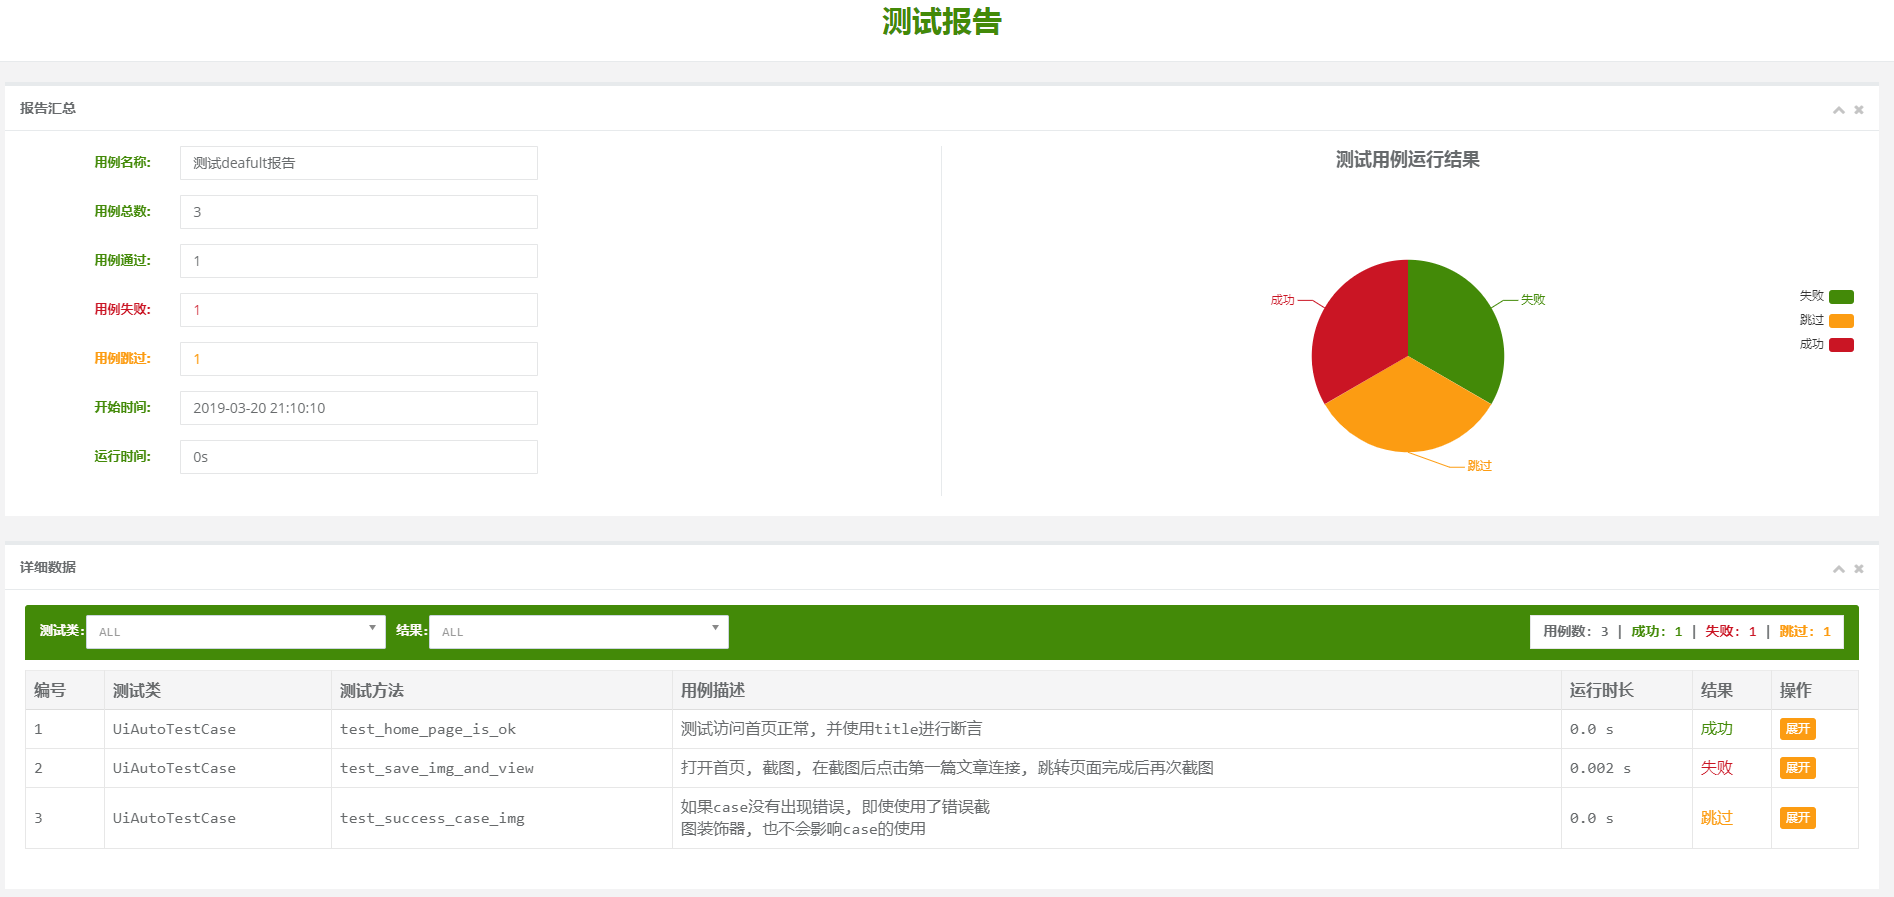 测试报告
报告汇总
用例名称: 测试deafult报告
用例总数: 3
用例通过: 1
用例失败: 1
用例跳过: 1
开始时间: 2019-03-20 21:10:10
运行时间: 0s
测试用例运行结果
成功
失败
跳过
失败
跳过
成功
详细数据
测试类: ALL 结果: ALL 用例数: 3 | 成功: 1 | 失败: 1 | 跳过: 1
编号 测试类 测试方法 用例描述 运行时长 结果 操作
1 UiAutoTestCase test_home_page_is_ok 测试访问首页正常, 并使用title进行断言 0.0 s 成功 展开
2 UiAutoTestCase test_save_img_and_view 打开首页, 截图, 在截图后点击第一篇文章连接, 跳转页面完成后再次截图 0.002 s 失败 展开
3 UiAutoTestCase test_success_case_img 如果case没有出现错误, 即使使用了错误截
图装饰器, 也不会影响case的使用 0.0 s 跳过 展开